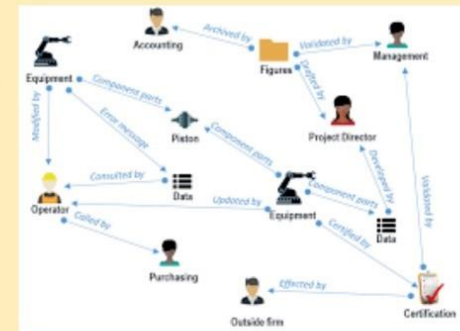 Accounting
Archived by
Figures
Validated by
Management
Drafted by
Project Director
Equipment
Component parts
Piston
Modified by
Error message
Data
Consulted by
Operator
Component parts
Equipment
Updated by
Component parts
Data
Developed by
Called by
Purchasing
Certified by
Validated by
Certification
Effected by
Outside firm